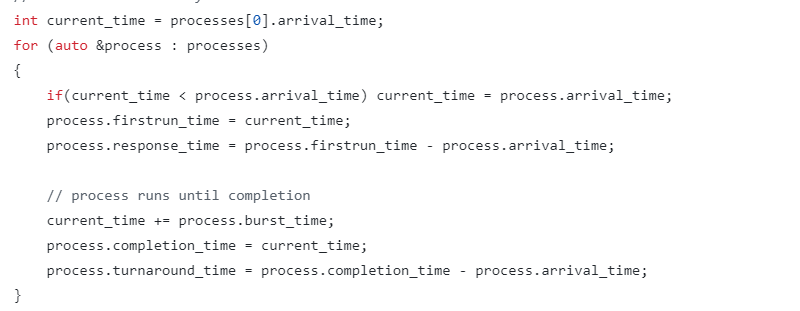 int current_time = processes[0].arrival_time;
for (auto &process : processes)
{
    if(current_time < process.arrival_time) current_time = process.arrival_time;
    process.firstrun_time = current_time;
    process.response_time = process.firstrun_time - process.arrival_time;

    // process runs until completion
    current_time += process.burst_time;
    process.completion_time = current_time;
    process.turnaround_time = process.completion_time - process.arrival_time;
}